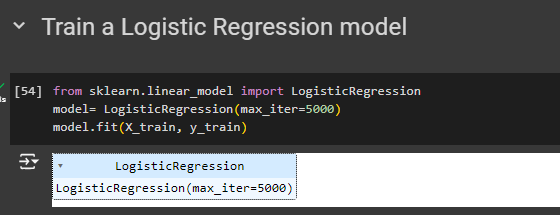 Train a Logistic Regression model
[54] from sklearn.linear_model import LogisticRegression
model= LogisticRegression(max_iter=5000)
model.fit(X_train, y_train)
LogisticRegression
LogisticRegression(max_iter=5000)